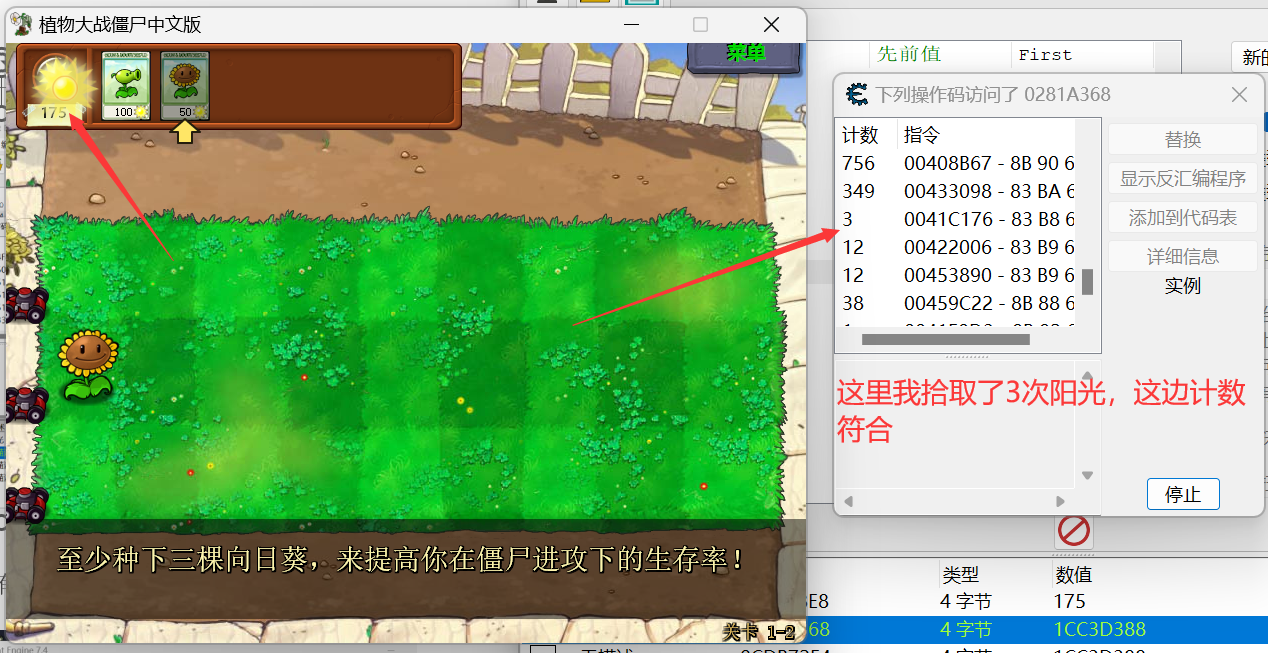 植物大战僵尸中文版
菜单
175
100
50
至少种下三棵向日葵，来提高你在僵尸进攻下的生存率！
关卡 1-2
先前值
First
下列操作码访问了 0281A368
计数 指令
756 00408B67 - 8B 90 6
349 00433098 - 83 BA 6
3 0041C176 - 83 B8 6
12 00422006 - 83 B9 6
12 00453890 - 83 B9 6
38 00459C22 - 8B 88 6
替换
显示反汇编程序
添加到代码表
详细信息
实例
这里我拾取了3次阳光，这边计数
符合
停止
类型 数值
3E8 4 字节 175
68 4 字节 1CC3D388